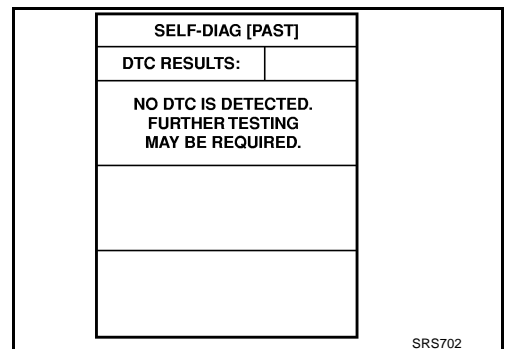 SELF-DIAG [PAST]
DTC RESULTS:
NO DTC IS DETECTED.
FURTHER TESTING
MAY BE REQUIRED.
SRS702